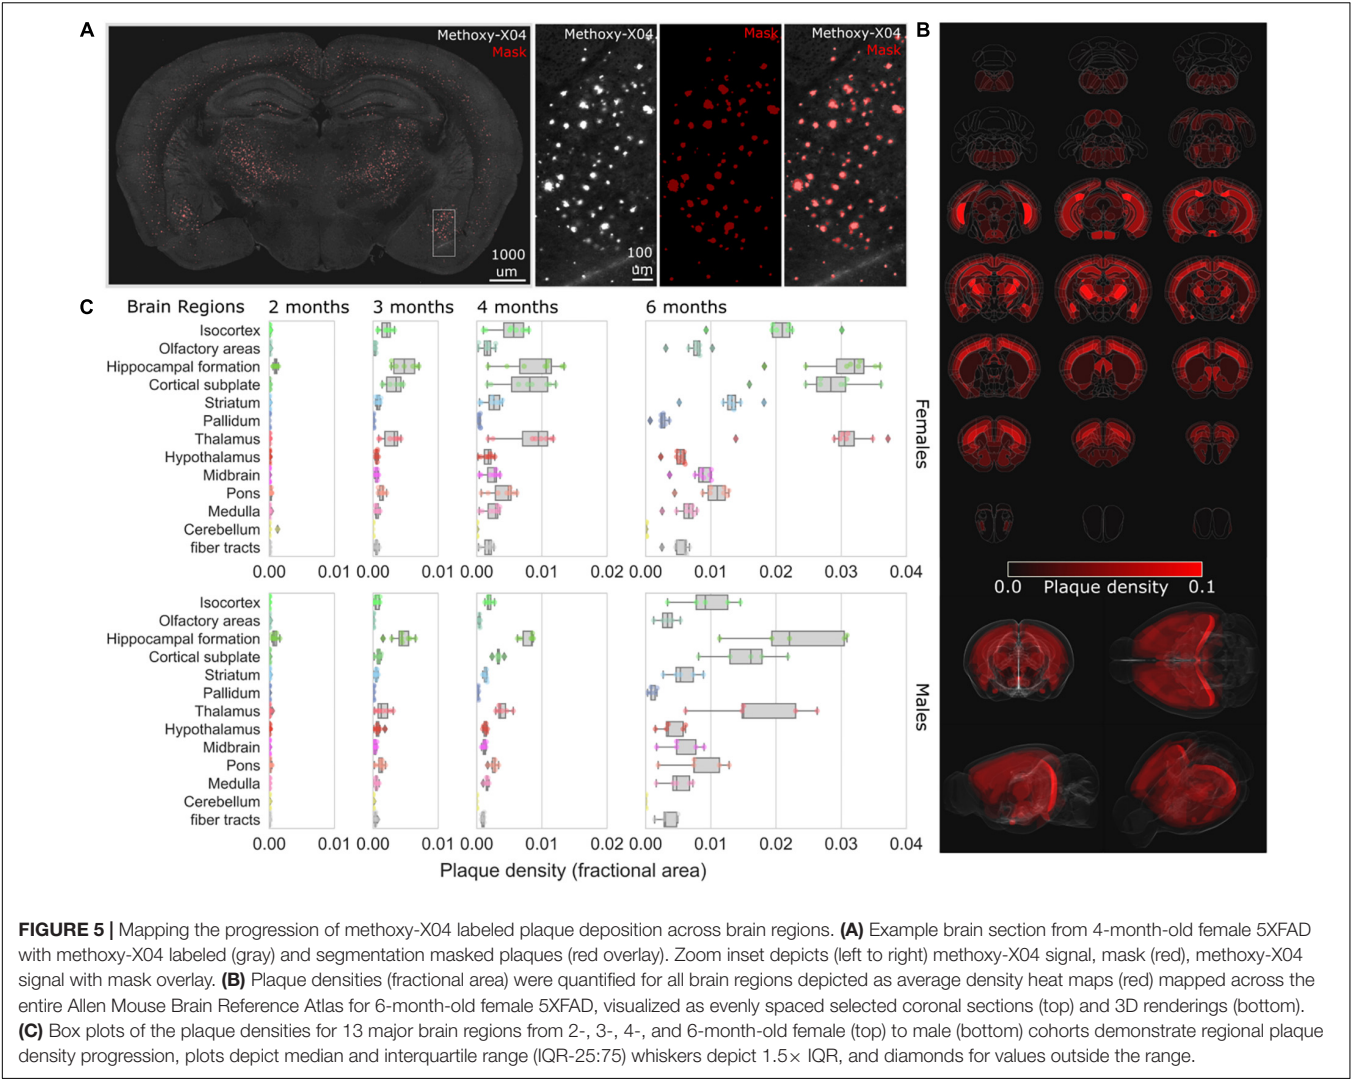 A
Methoxy-X04
Mask
1000
um
Methoxy-X04
100
um
Mask
Methoxy-X04
Mask
B
0.0 Plaque density 0.1
C
Brain Regions 2 months 3 months 4 months 6 months
Isocortex
Olfactory areas
Hippocampal formation
Cortical subplate
Striatum
Pallidum
Thalamus
Hypothalamus
Midbrain
Pons
Medulla
Cerebellum
fiber tracts
Females
0.00 0.01 0.00 0.01 0.00 0.01 0.02 0.00 0.01 0.02 0.03 0.04
Isocortex
Olfactory areas
Hippocampal formation
Cortical subplate
Striatum
Pallidum
Thalamus
Hypothalamus
Midbrain
Pons
Medulla
Cerebellum
fiber tracts
Males
0.00 0.01 0.00 0.01 0.00 0.01 0.02 0.00 0.01 0.02 0.03 0.04
Plaque density (fractional area)
FIGURE 5 | Mapping the progression of methoxy-X04 labeled plaque deposition across brain regions. (A) Example brain section from 4-month-old female 5XFAD
with methoxy-X04 labeled (gray) and segmentation masked plaques (red overlay). Zoom inset depicts (left to right) methoxy-X04 signal, mask (red), methoxy-X04
signal with mask overlay. (B) Plaque densities (fractional area) were quantified for all brain regions depicted as average density heat maps (red) mapped across the
entire Allen Mouse Brain Reference Atlas for 6-month-old female 5XFAD, visualized as evenly spaced selected coronal sections (top) and 3D renderings (bottom).
(C) Box plots of the plaque densities for 13 major brain regions from 2-, 3-, 4-, and 6-month-old female (top) to male (bottom) cohorts demonstrate regional plaque
density progression, plots depict median and interquartile range (IQR-25:75) whiskers depict 1.5× IQR, and diamonds for values outside the range.